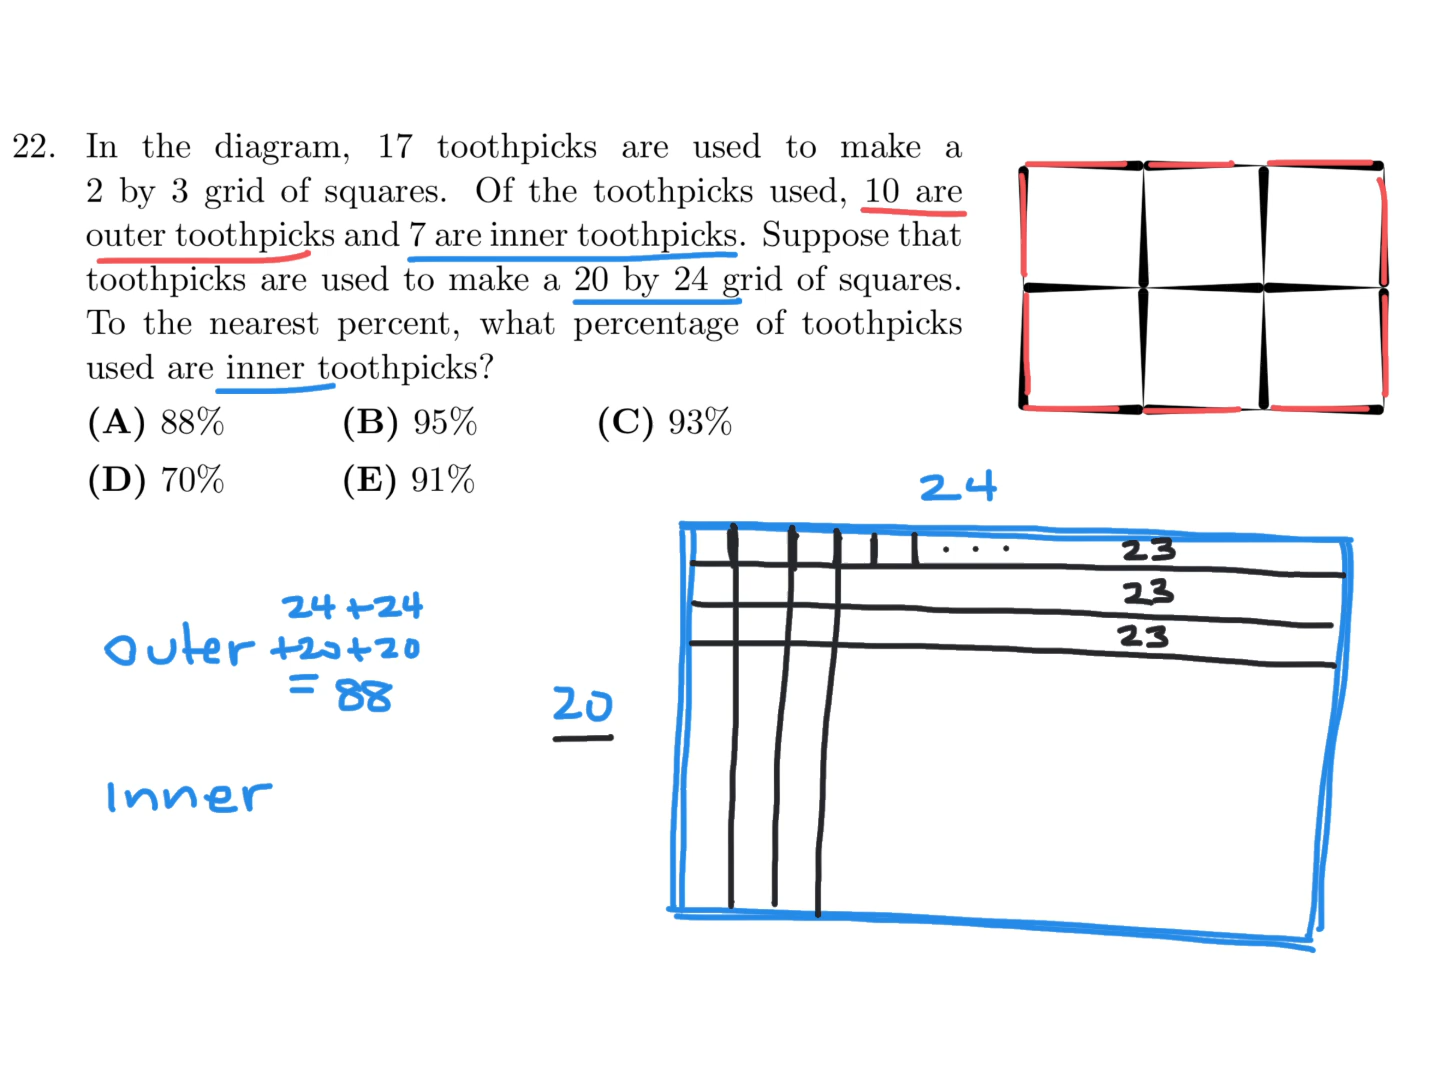 22. In the diagram, 17 toothpicks are used to make a
2 by 3 grid of squares. Of the toothpicks used, 10 are
outer toothpicks and 7 are inner toothpicks. Suppose that
toothpicks are used to make a 20 by 24 grid of squares.
To the nearest percent, what percentage of toothpicks
used are inner toothpicks?
(A) 88% (B) 95% (C) 93%
(D) 70% (E) 91%
24
23
23
23
20
24 + 24
Outer + 20 + 20
= 88
Inner